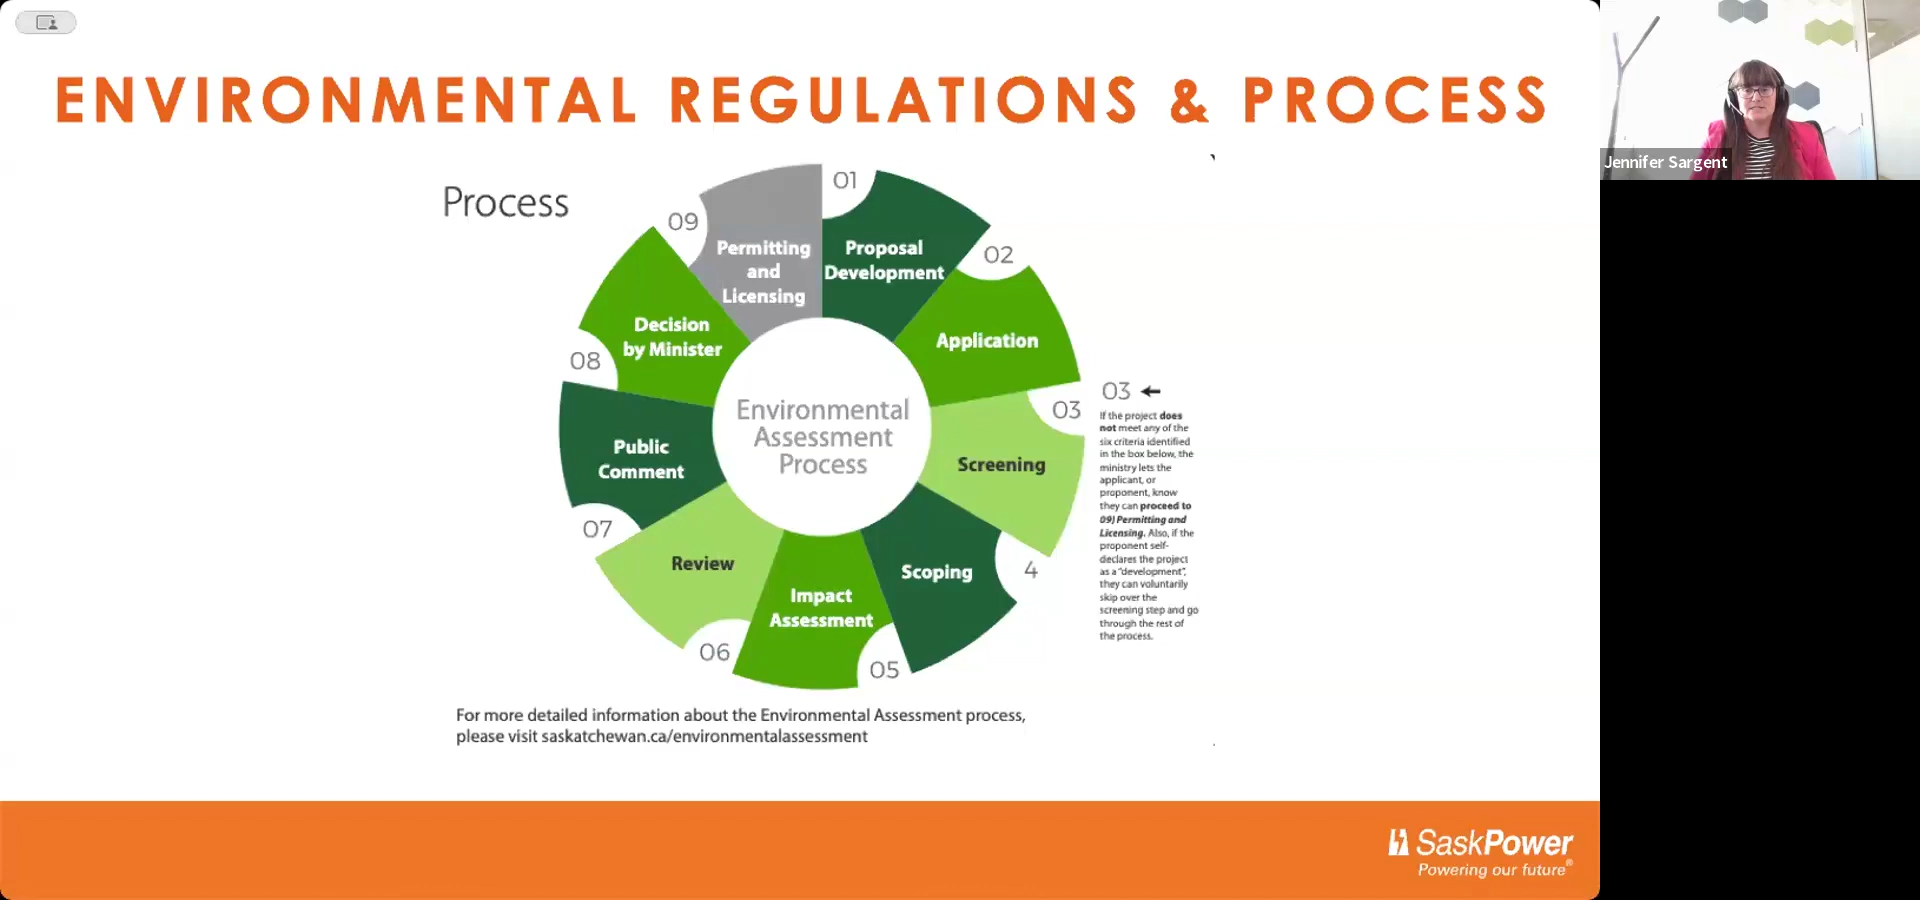 ENVIRONMENTAL REGULATIONS & PROCESS
Jennifer Sargent
Process
01
Proposal
Development
02
Application
03
Screening
4
Scoping
05
Impact
Assessment
06
Review
07
Public
Comment
08
Decision
by Minister
09
Permitting
and
Licensing
Environmental
Assessment
Process
03
If the project does
not meet any of the
six criteria identified
in the box below, the
ministry lets the
applicant, or
proponent, know
they can proceed to
09) Permitting and
Licensing. Also, if the
proponent self-
declares the project
as a "development",
they can voluntarily
skip over the
screening step and go
through the rest of
the process.
For more detailed information about the Environmental Assessment process,
please visit saskatchewan.ca/environmentalassessment
SaskPower
Powering our future®